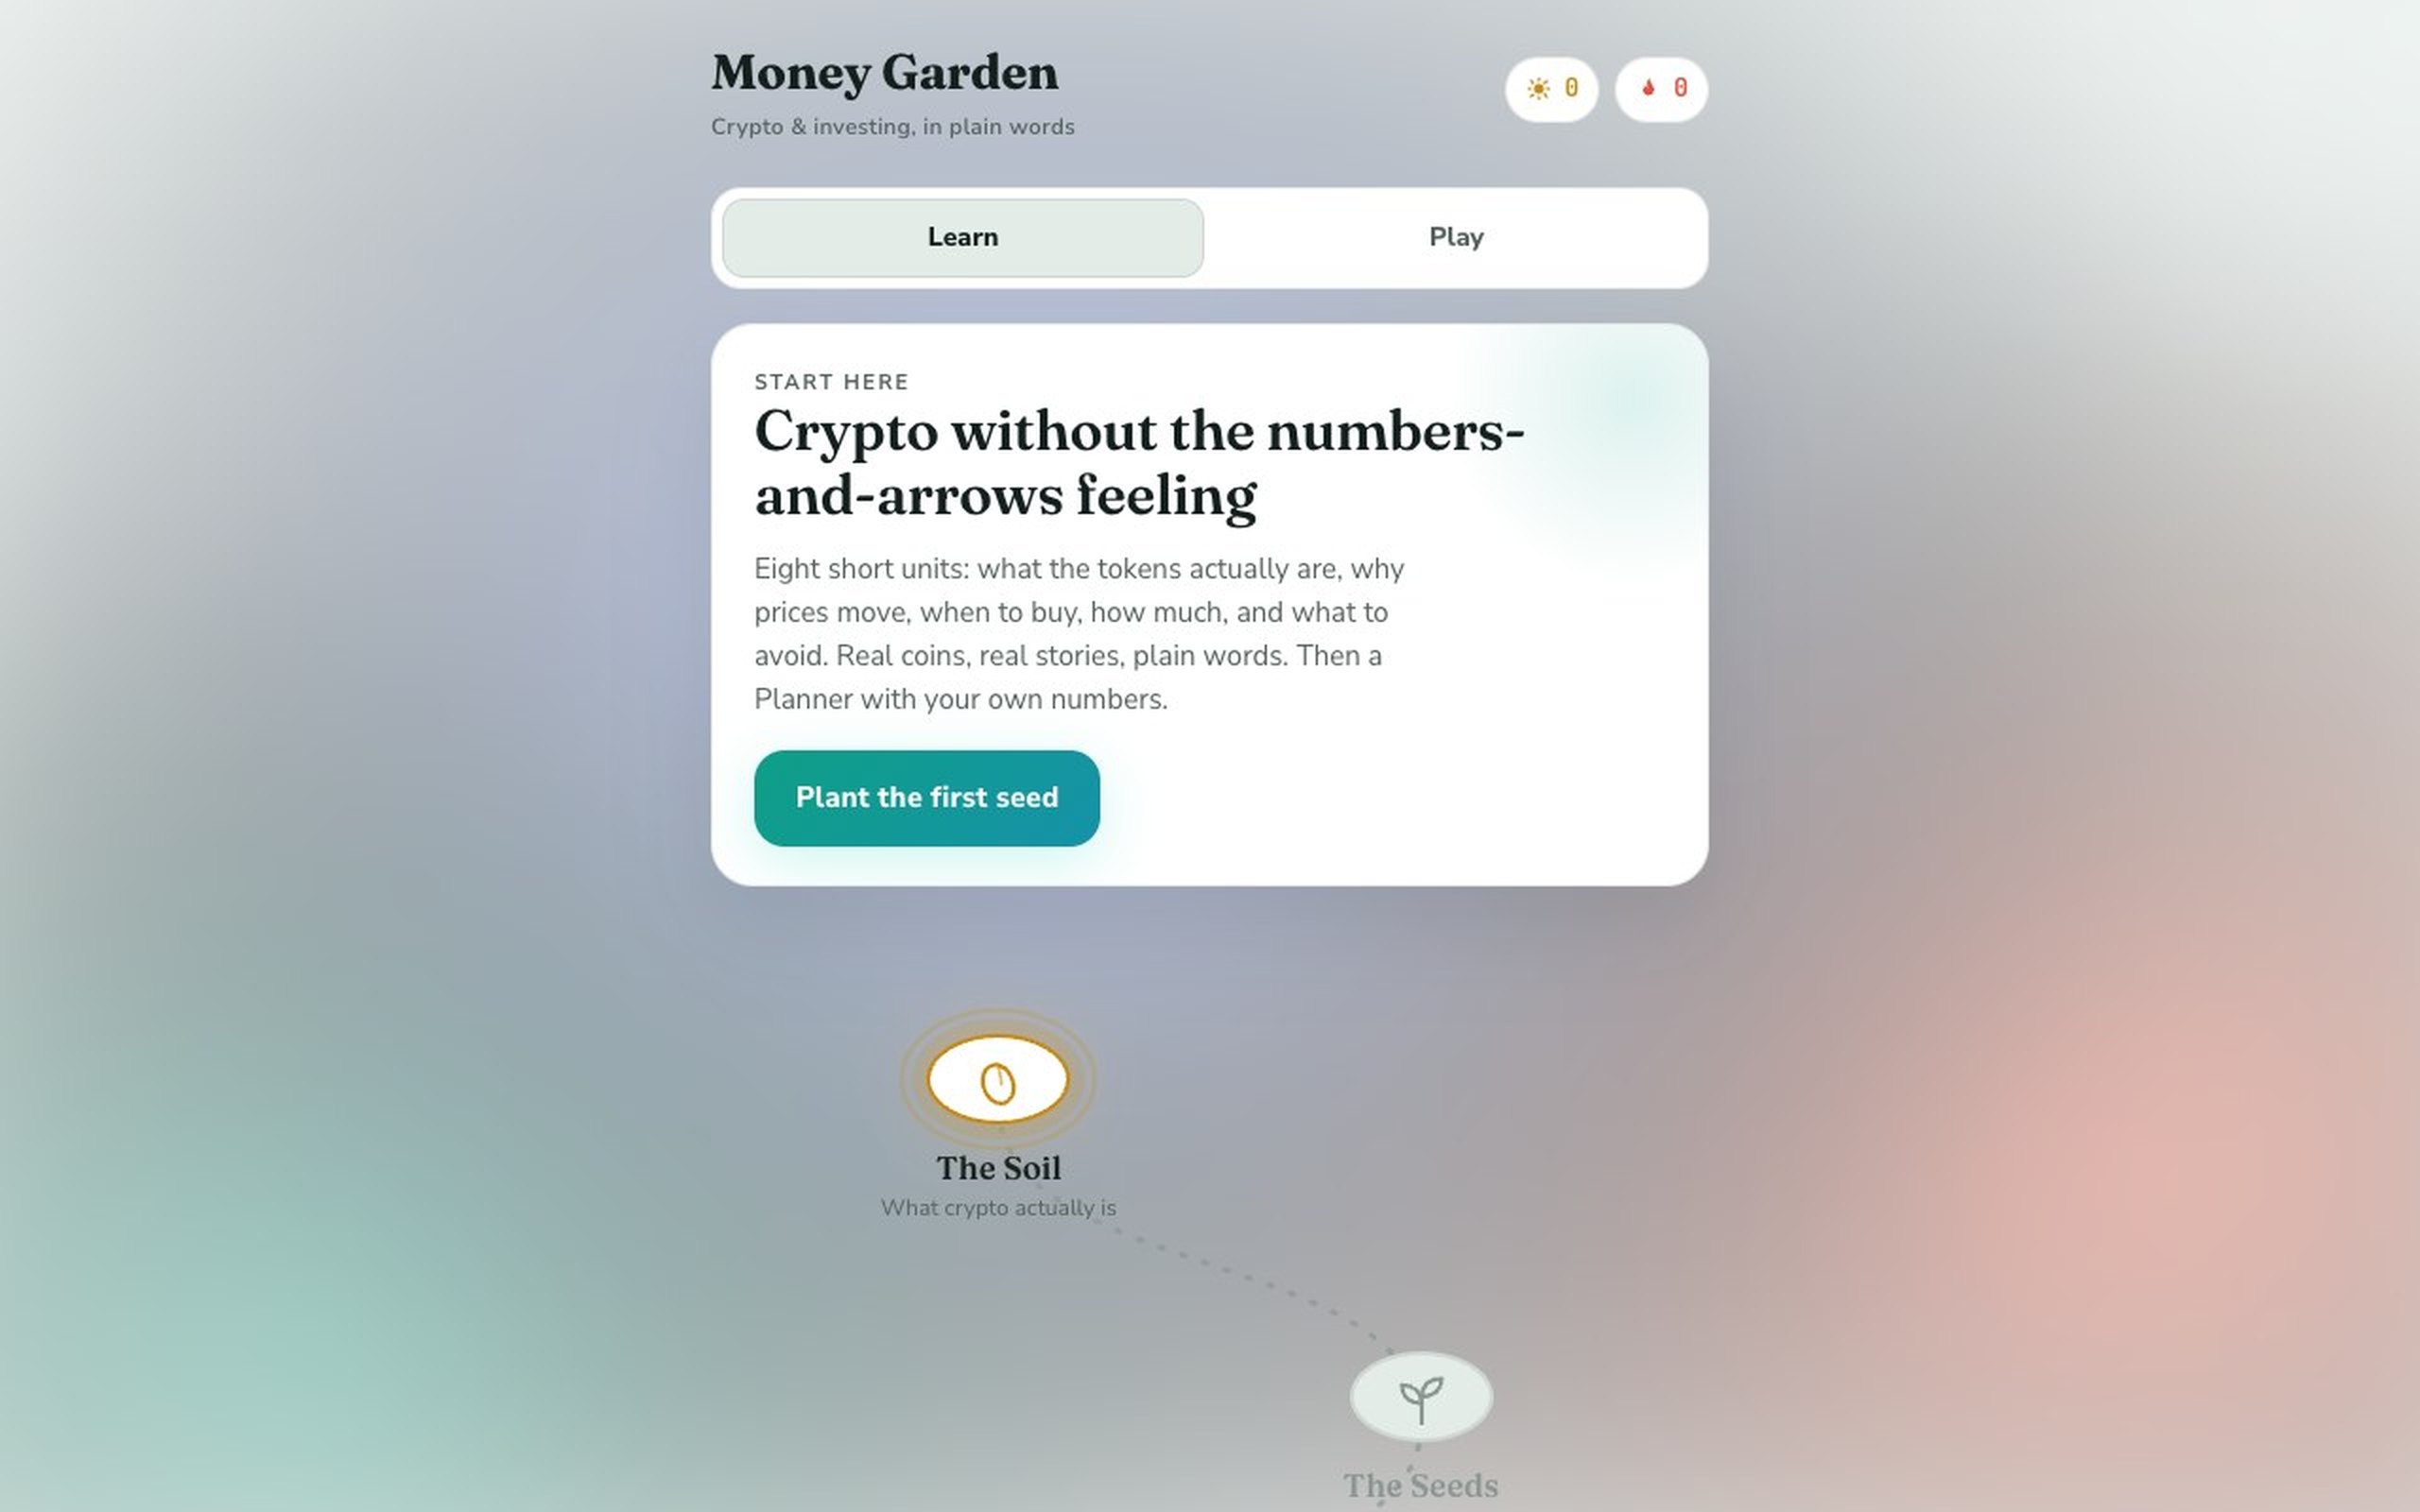 Money Garden
Crypto & investing, in plain words
0
0
Learn
Play
START HERE
Crypto without the numbers-
and-arrows feeling
Eight short units: what the tokens actually are, why
prices move, when to buy, how much, and what to
avoid. Real coins, real stories, plain words. Then a
Planner with your own numbers.
Plant the first seed
The Soil
What crypto actually is
The Seeds